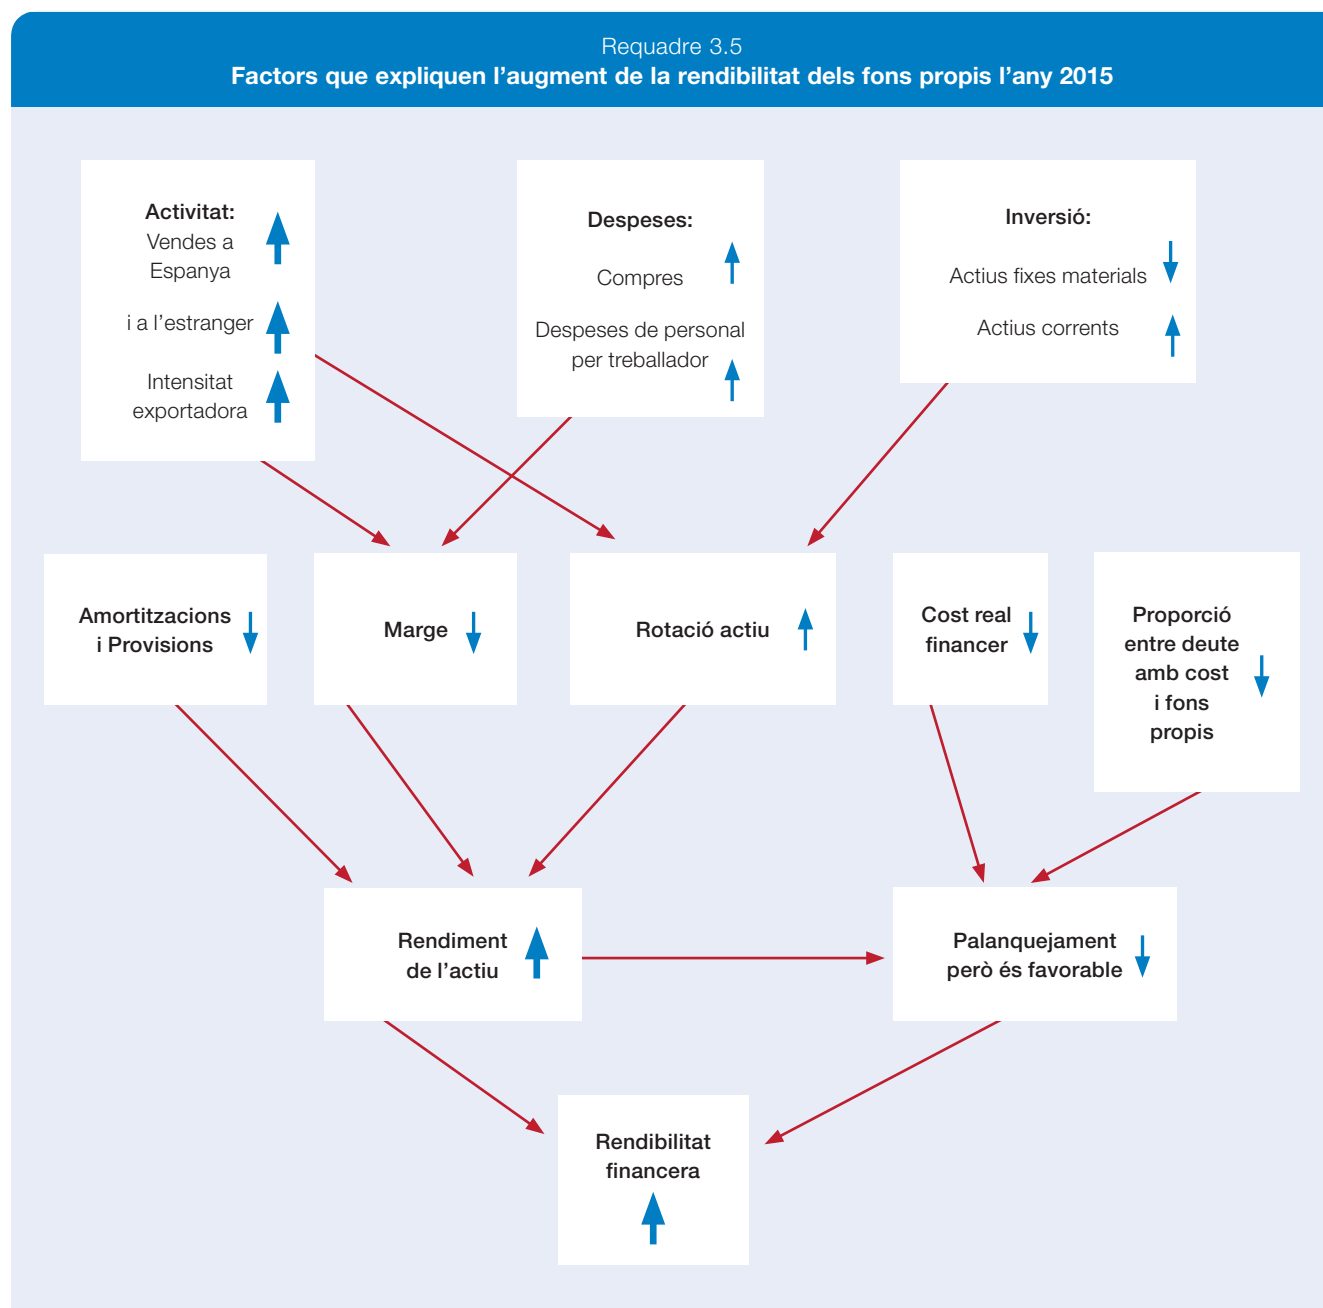 Requadre 3.5
Factors que expliquen l’augment de la rendibilitat dels fons propis l’any 2015
Activitat:
Vendes a
Espanya
i a l’estranger
Intensitat
exportadora
Despeses:
Compres
Despeses de personal
per treballador
Inversió:
Actius fixes materials
Actius corrents
Amortitzacions
i Provisions
Marge
Rotació actiu
Cost real
financer
Proporció
entre deute
amb cost
i fons
propis
Rendiment
de l’actiu
Palanquejament
però és favorable
Rendibilitat
financera